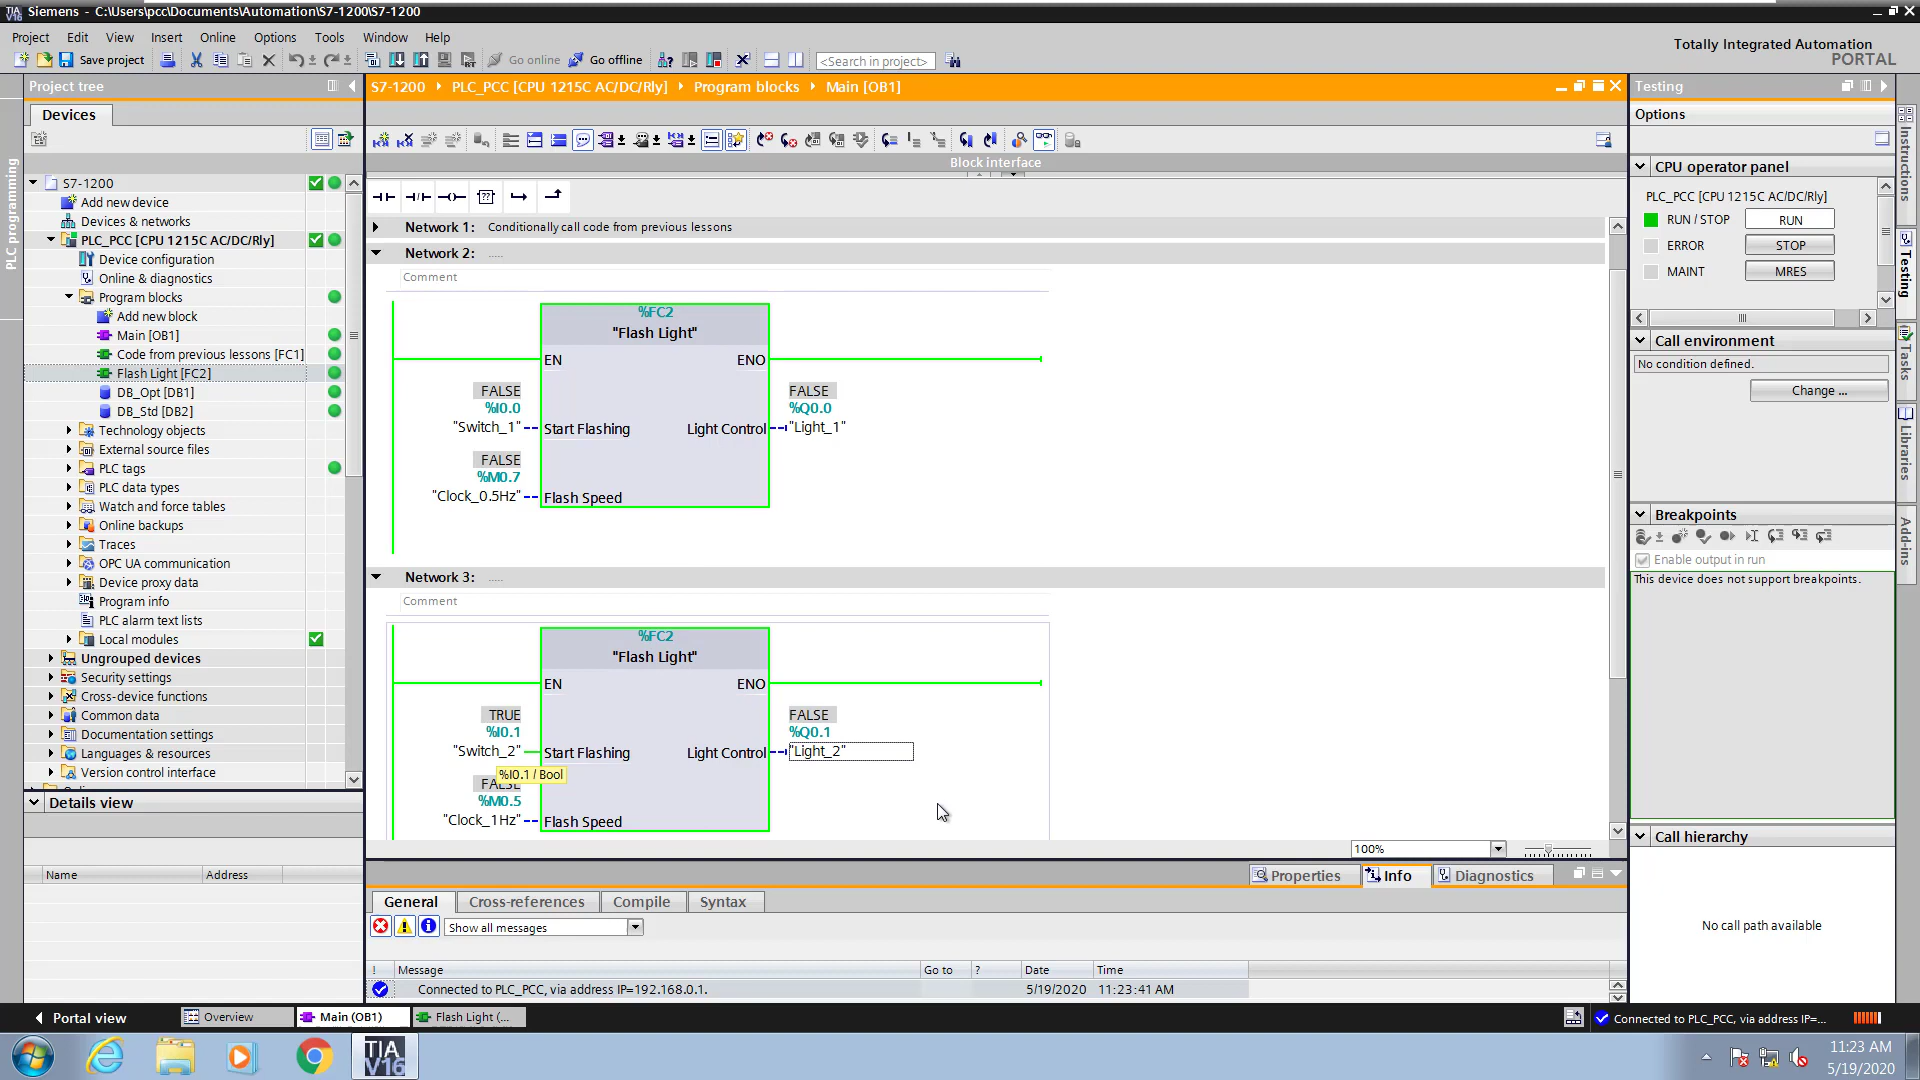 Siemens - C:\Users\pcc\Documents\Automation\S7-1200\S7-1200
Project Edit View Insert Online Options Tools Window Help
Save project
Go online
Go offline
<Search in project>
Totally Integrated Automation
PORTAL
Project tree
S7-1200 PLC_PCC [CPU 1215C AC/DC/Rly] Program blocks Main [OB1]
Testing
Devices
Options
Block interface
PLC programming
S7-1200
Add new device
Devices & networks
PLC_PCC [CPU 1215C AC/DC/Rly]
Device configuration
Online & diagnostics
Program blocks
Add new block
Main [OB1]
Code from previous lessons [FC1]
Flash Light [FC2]
DB_Opt [DB1]
DB_Std [DB2]
Technology objects
External source files
PLC tags
PLC data types
Watch and force tables
Online backups
Traces
OPC UA communication
Device proxy data
Program info
PLC alarm text lists
Local modules
Ungrouped devices
Security settings
Cross-device functions
Common data
Documentation settings
Languages & resources
Version control interface
Details view
Name Address
Network 1: Conditionally call code from previous lessons
Network 2: .....
Comment
%FC2
"Flash Light"
EN ENO
FALSE
%I0.0
"Switch_1"
Start Flashing
Light Control
FALSE
%Q0.0
"Light_1"
FALSE
%M0.7
"Clock_0.5Hz"
Flash Speed
Network 3: .....
Comment
%FC2
"Flash Light"
EN ENO
TRUE
%I0.1
"Switch_2"
Start Flashing
Light Control
FALSE
%Q0.1
"Light_2"
%I0.1 / Bool
FALSE
%M0.5
"Clock_1Hz"
Flash Speed
100%
Properties
Info
Diagnostics
General Cross-references Compile Syntax
Show all messages
! Message Go to ? Date Time
Connected to PLC_PCC, via address IP=192.168.0.1. 5/19/2020 11:23:41 AM
CPU operator panel
PLC_PCC [CPU 1215C AC/DC/Rly]
RUN / STOP RUN
ERROR STOP
MAINT MRES
Call environment
No condition defined.
Change ...
Breakpoints
Enable output in run
This device does not support breakpoints.
Call hierarchy
No call path available
Instructions
Testing
Tasks
Libraries
Add-ins
Portal view
Overview
Main (OB1)
Flash Light (...
Connected to PLC_PCC, via address IP=...
TIA
V16
11:23 AM
5/19/2020